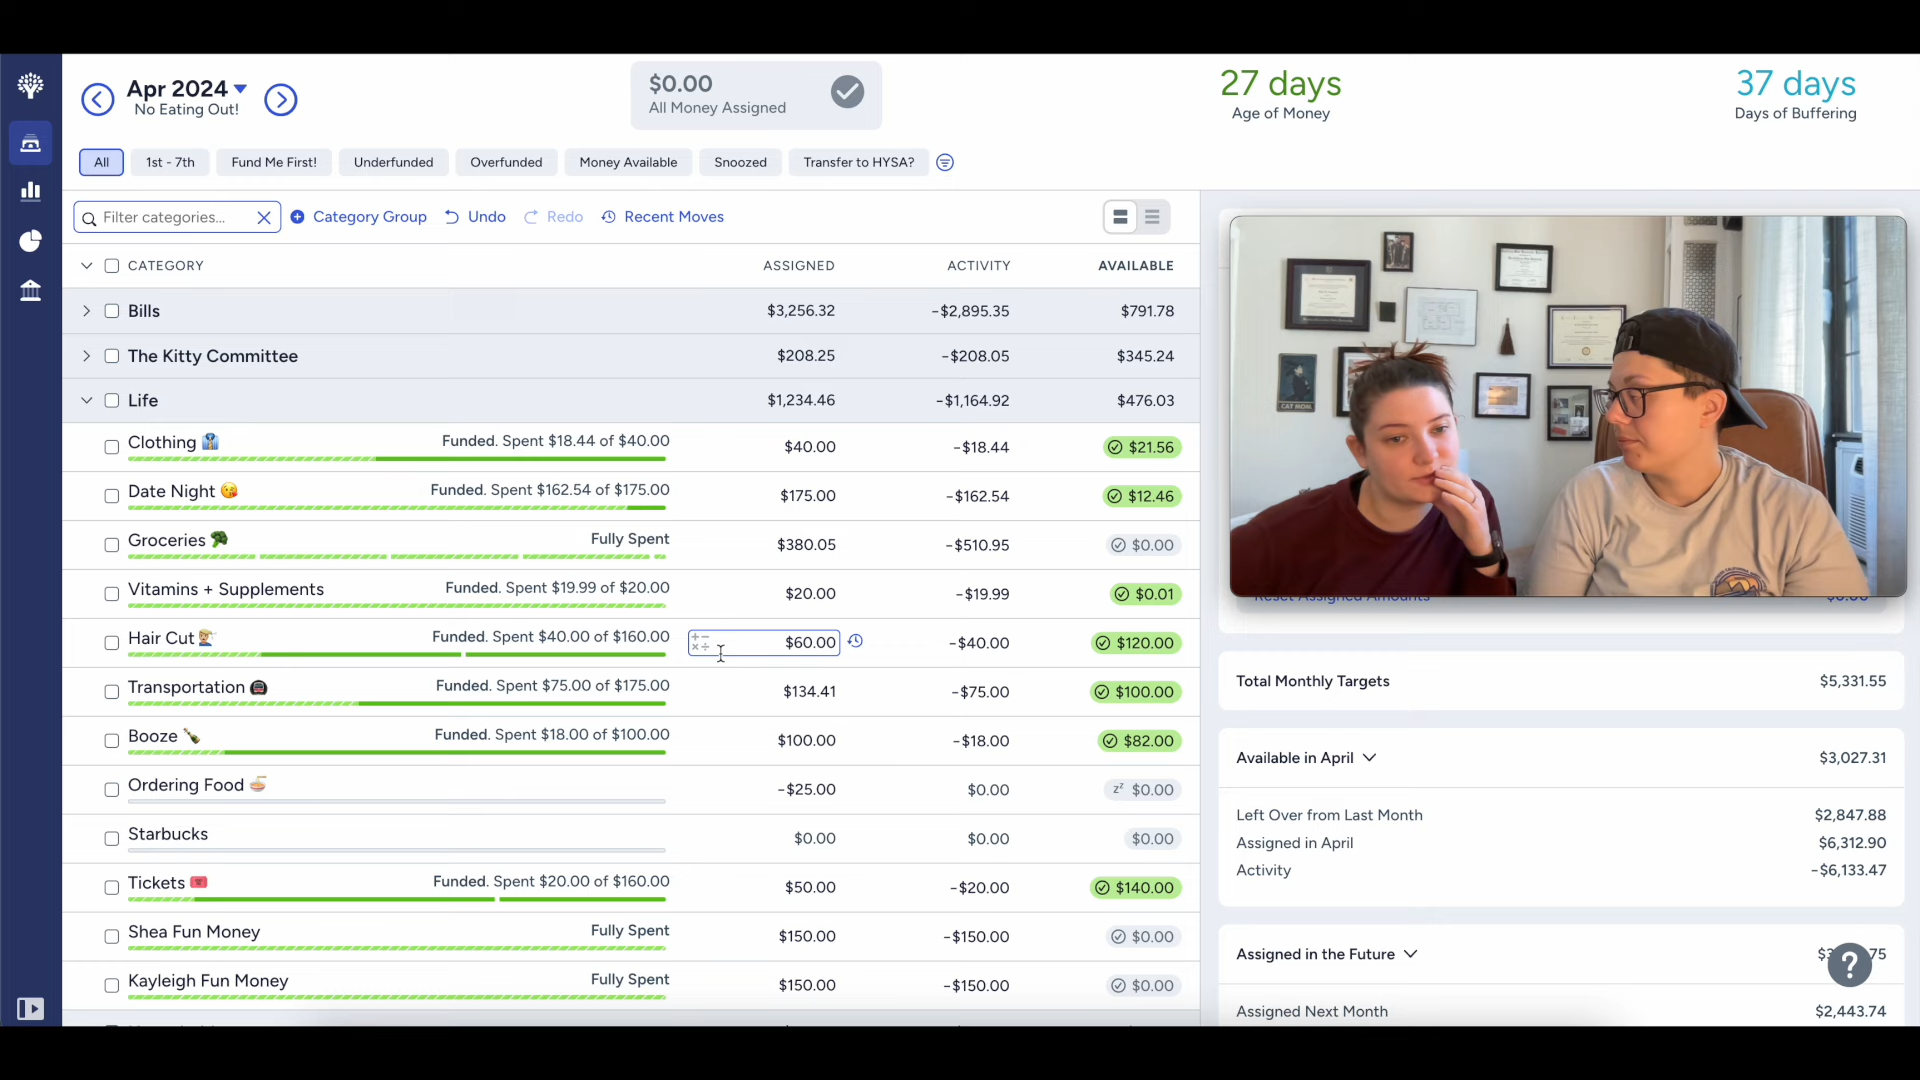 Apr 2024
No Eating Out!
$0.00
All Money Assigned
27 days
Age of Money
37 days
Days of Buffering
All 1st - 7th Fund Me First! Underfunded Overfunded Money Available Snoozed Transfer to HYSA?
Filter categories... Category Group Undo Redo Recent Moves
CATEGORY ASSIGNED ACTIVITY AVAILABLE
Bills $3,256.32 -$2,895.35 $791.78
The Kitty Committee $208.25 -$208.05 $345.24
Life $1,234.46 -$1,164.92 $476.03
Clothing Funded. Spent $18.44 of $40.00 $40.00 -$18.44 $21.56
Date Night Funded. Spent $162.54 of $175.00 $175.00 -$162.54 $12.46
Groceries Fully Spent $380.05 -$510.95 $0.00
Vitamins + Supplements Funded. Spent $19.99 of $20.00 $20.00 -$19.99 $0.01
Hair Cut Funded. Spent $40.00 of $160.00 $60.00 -$40.00 $120.00
Transportation Funded. Spent $75.00 of $175.00 $134.41 -$75.00 $100.00
Booze Funded. Spent $18.00 of $100.00 $100.00 -$18.00 $82.00
Ordering Food -$25.00 $0.00 zz $0.00
Starbucks $0.00 $0.00 $0.00
Tickets Funded. Spent $20.00 of $160.00 $50.00 -$20.00 $140.00
Shea Fun Money Fully Spent $150.00 -$150.00 $0.00
Kayleigh Fun Money Fully Spent $150.00 -$150.00 $0.00
CAT MOM.
Reset Assigned Amounts $0.00
Total Monthly Targets $5,331.55
Available in April $3,027.31
Left Over from Last Month $2,847.88
Assigned in April $6,312.90
Activity -$6,133.47
Assigned in the Future
?
Assigned Next Month $2,443.74